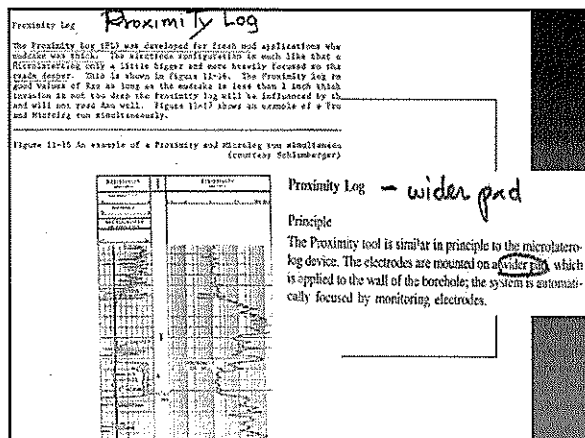 Proximity Log
Proximity Log
The Proximity Log (PL) was developed for fresh mud applications whe
mudcake was thick. The electrode configuration is much like that o
Microlaterolog only a little bigger and more heavily focused so tha
reads deeper. This is shown in figure 11-16. The Proximity log re
good values of Rxo as long as the mudcake is less than 1 inch thick
invasion is not too deep the Proximity log will be influenced by th
and will not read Rxo well. Figure 11-17 shows an example of a Pro
and Microlog run simultaneously.
Figure 11-16 An example of a Proximity and Microlog run simultaneous
(courtesy Schlumberger)
Proximity Log – wider pad
Principle
The Proximity tool is similar in principle to the microlatero-
log device. The electrodes are mounted on a wider pad, which
is applied to the wall of the borehole; the system is automati-
cally focused by monitoring electrodes.